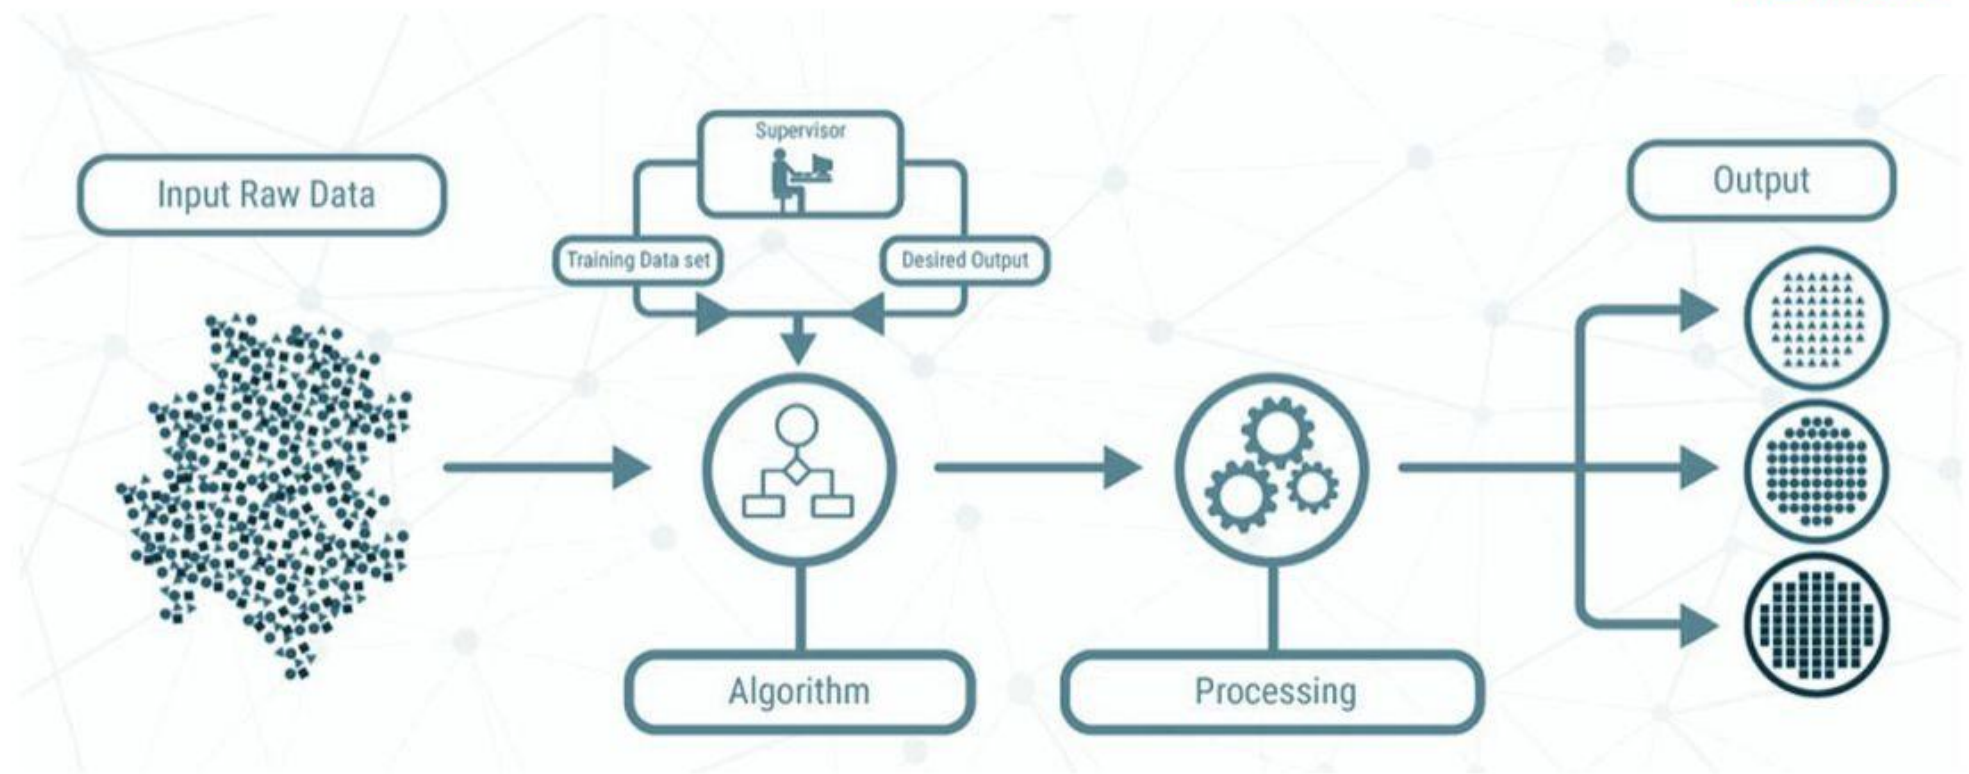 Input Raw Data
Supervisor
Training Data set
Desired Output
Algorithm
Processing
Output